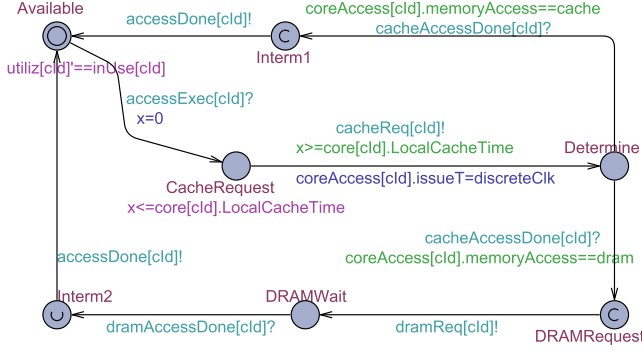 Available
coreAccess[cId].memoryAccess==cache
accessDone[cId]!
cacheAccessDone[cId]?
C
Interm1
utiliz[cId]'==inUse[cId]
accessExec[cId]?
x=0
cacheReq[cId]!
x>=core[cId].LocalCacheTime
Determine
CacheRequest
coreAccess[cId].issueT=discreteClk
x<=core[cId].LocalCacheTime
cacheAccessDone[cId]?
accessDone[cId]!
coreAccess[cId].memoryAccess==dram
Interm2
DRAMWait
U
C
dramAccessDone[cId]?
dramReq[cId]!
DRAMRequest